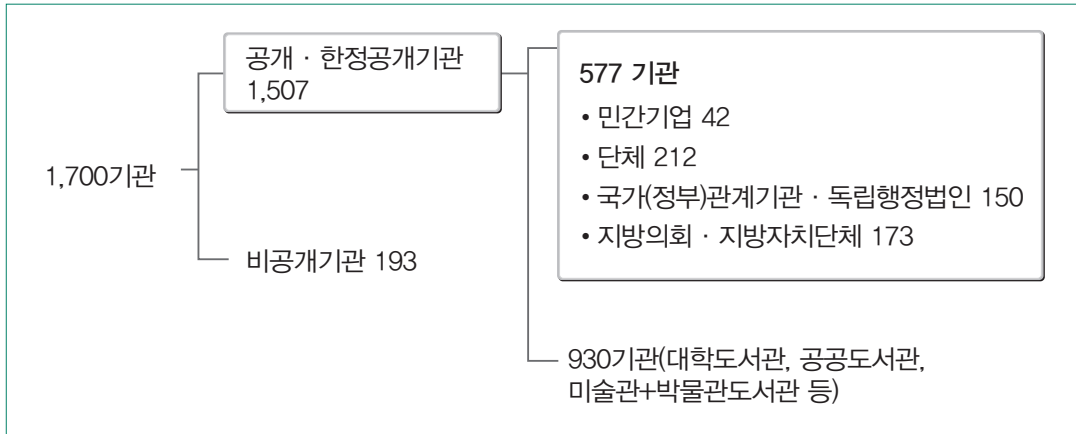 1,700기관
공개 · 한정공개기관
1,507
비공개기관 193
577 기관
• 민간기업 42
• 단체 212
• 국가(정부)관계기관 · 독립행정법인 150
• 지방의회 · 지방자치단체 173
930기관(대학도서관, 공공도서관,
미술관+박물관도서관 등)